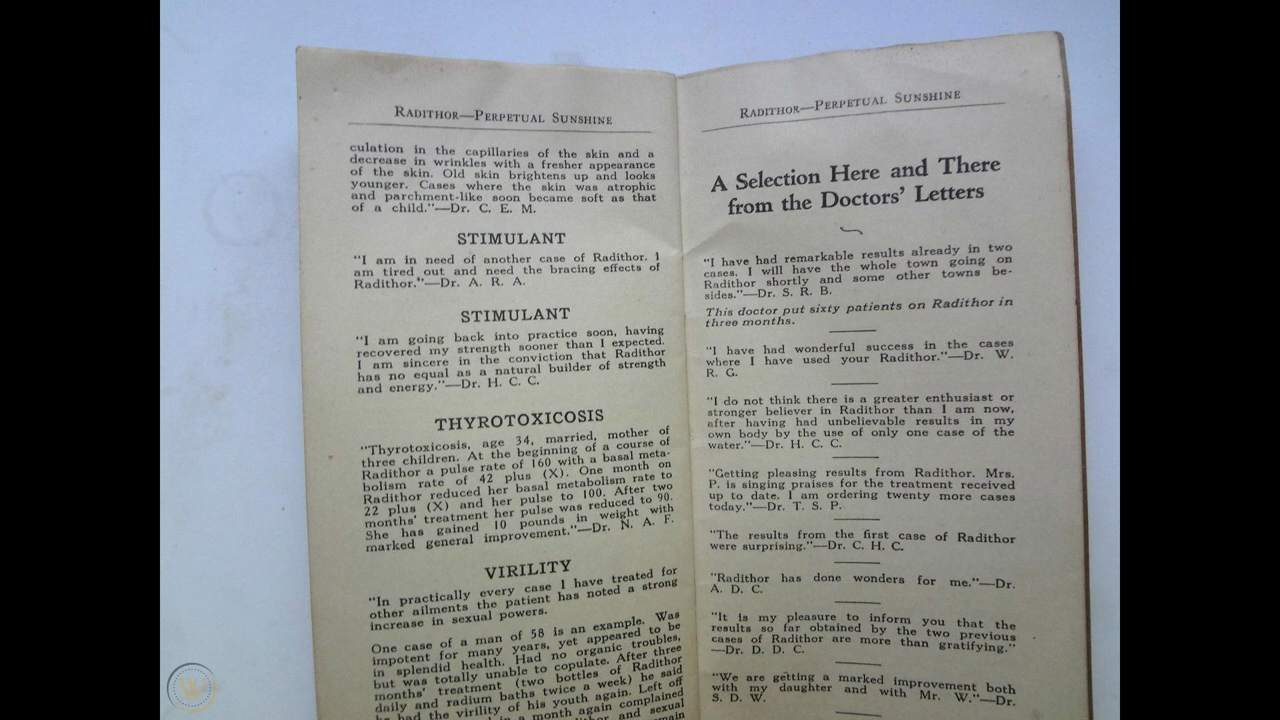 RADITHOR—PERPETUAL SUNSHINE
culation in the capillaries of the skin and a
decrease in wrinkles with a fresher appearance
of the skin. Old skin brightens up and looks
younger. Cases where the skin was atrophic
and parchment-like soon became soft as that
of a child."—Dr. C. E. M.
STIMULANT
"I am in need of another case of Radithor. I
am tired out and need the bracing effects of
Radithor."—Dr. A. R. A.
STIMULANT
"I am going back into practice soon, having
recovered my strength sooner than I expected.
I am sincere in the conviction that Radithor
has no equal as a natural builder of strength
and energy."—Dr. H. C. C.
THYROTOXICOSIS
"Thyrotoxicosis, age 34, married, mother of
three children. At the beginning of a course of
Radithor a pulse rate of 160 with a basal meta-
bolism rate of 42 plus (X). One month on
Radithor reduced her basal metabolism rate to
22 plus (X) and her pulse to 100. After two
months' treatment her pulse was reduced to 90.
She has gained 10 pounds in weight with
marked general improvement."—Dr. N. A. F.
VIRILITY
"In practically every case I have treated for
other ailments the patient has noted a strong
increase in sexual powers.
One case of a man of 58 is an example. Was
impotent for many years, yet appeared to be
in splendid health. Had no organic troubles,
but was totally unable to copulate. After three
months' treatment (two bottles of Radithor
daily and radium baths twice a week) he said
he had the virility of his youth again. Left off
in a month again complained
and sexual
RADITHOR—PERPETUAL SUNSHINE
A Selection Here and There
from the Doctors' Letters
"I have had remarkable results already in two
cases. I will have the whole town going on
Radithor shortly and some other towns be-
sides."—Dr. S. R. B.
This doctor put sixty patients on Radithor in
three months.
"I have had wonderful success in the cases
where I have used your Radithor."—Dr. W.
R. G.
"I do not think there is a greater enthusiast or
stronger believer in Radithor than I am now,
after having had unbelievable results in my
own body by the use of only one case of the
water."—Dr. H. C. C.
"Getting pleasing results from Radithor. Mrs.
P. is singing praises for the treatment received
up to date. I am ordering twenty more cases
today."—Dr. T. S. P.
"The results from the first case of Radithor
were surprising."—Dr. C. H. C.
"Radithor has done wonders for me."—Dr.
A. D. C.
"It is my pleasure to inform you that the
results so far obtained by the two previous
cases of Radithor are more than gratifying."
—Dr. D. D. C.
"We are getting a marked improvement both
with my daughter and with Mr. W."—Dr.
S. D. W.
W